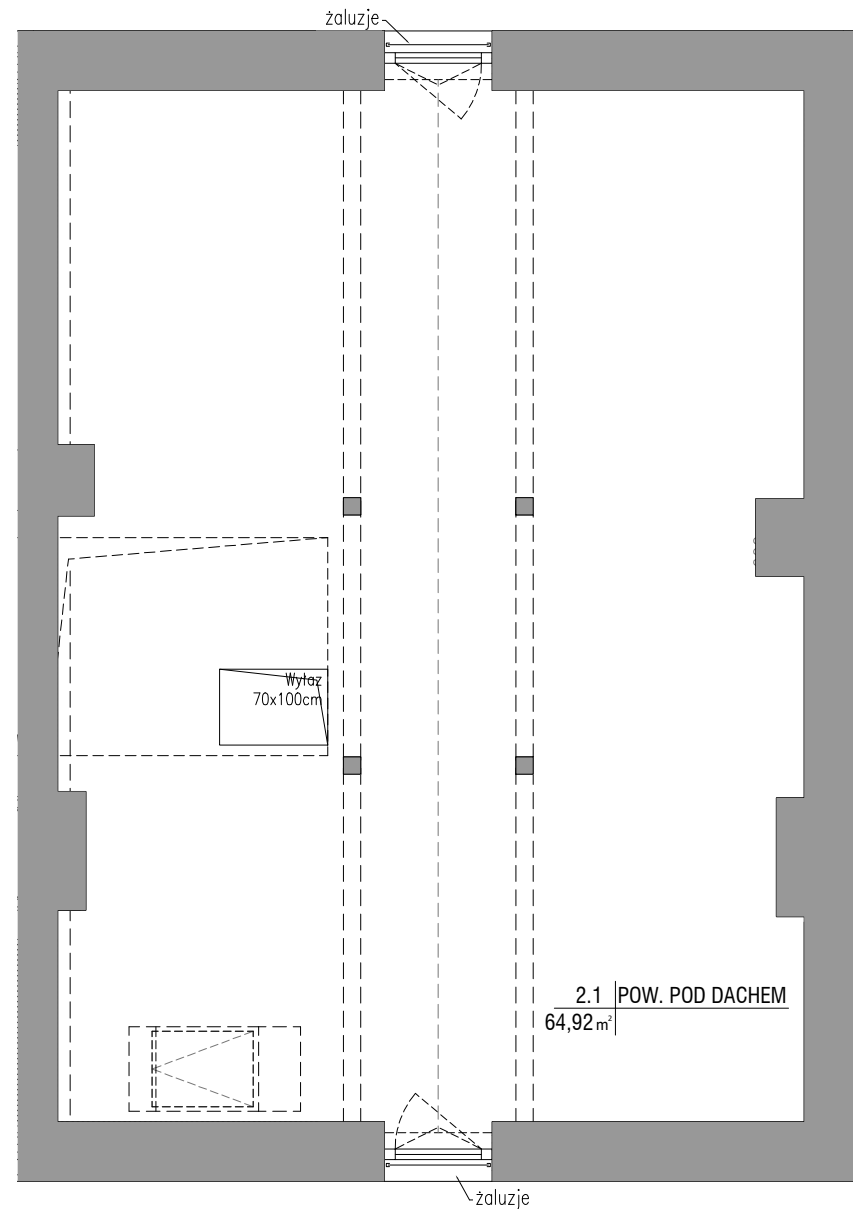 żaluzje
Wyłaz
70x100cm
2.1 POW. POD DACHEM
64,92 m²
żaluzje